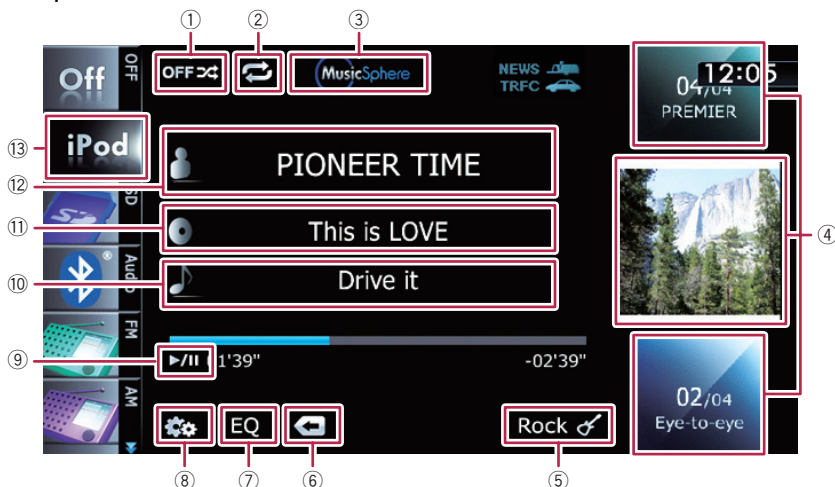 ① ② ③
Off OFF
OFF
MusicSphere
NEWS
TRFC
12:05
04/04
PREMIER
⑬ iPod
PIONEER TIME
⑫
SD
⑪
This is LOVE
④
⑩
Audio
Drive it
FM
⑨
►/II 01'39"
-02'39"
AM
EQ
Rock
02/04
Eye-to-eye
⑧ ⑦ ⑥ ⑤